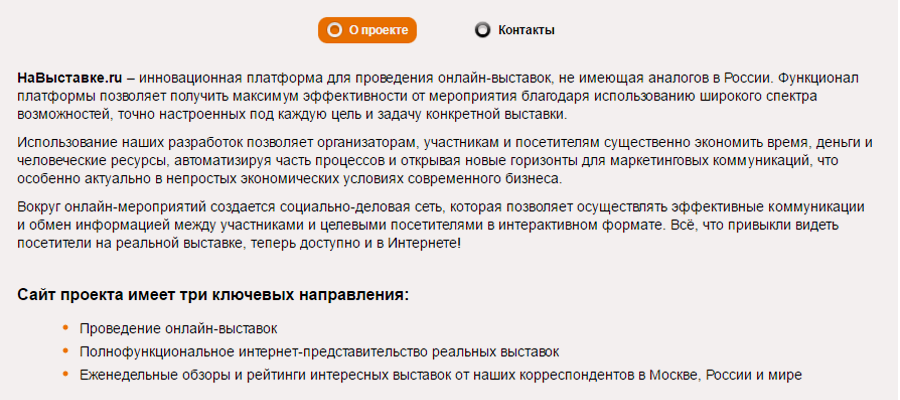 О проекте Контакты
НаВыставке.ru – инновационная платформа для проведения онлайн-выставок, не имеющая аналогов в России. Функционал
платформы позволяет получить максимум эффективности от мероприятия благодаря использованию широкого спектра
возможностей, точно настроенных под каждую цель и задачу конкретной выставки.
Использование наших разработок позволяет организаторам, участникам и посетителям существенно экономить время, деньги и
человеческие ресурсы, автоматизируя часть процессов и открывая новые горизонты для маркетинговых коммуникаций, что
особенно актуально в непростых экономических условиях современного бизнеса.
Вокруг онлайн-мероприятий создается социально-деловая сеть, которая позволяет осуществлять эффективные коммуникации
и обмен информацией между участниками и целевыми посетителями в интерактивном формате. Всё, что привыкли видеть
посетители на реальной выставке, теперь доступно и в Интернете!
Сайт проекта имеет три ключевых направления:
• Проведение онлайн-выставок
• Полнофункциональное интернет-представительство реальных выставок
• Еженедельные обзоры и рейтинги интересных выставок от наших корреспондентов в Москве, России и мире